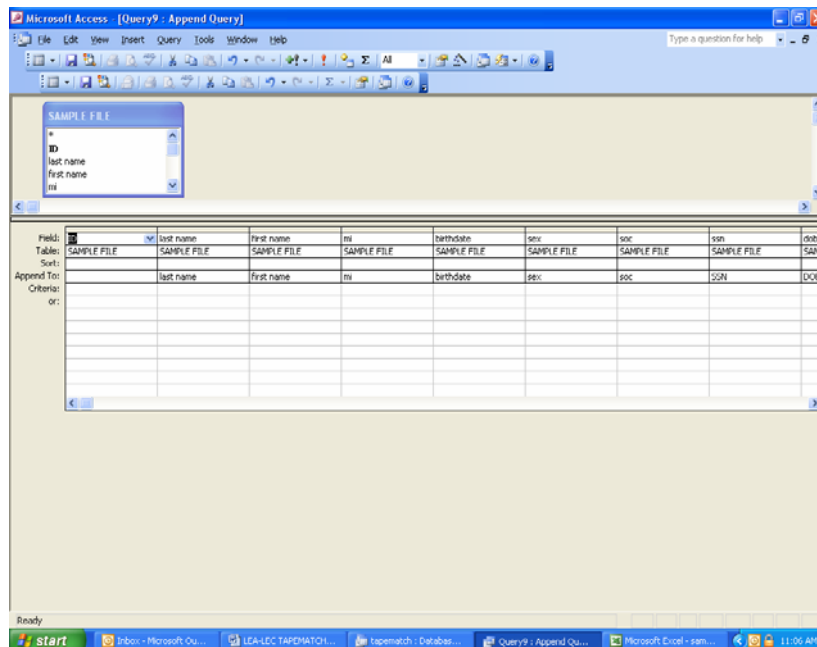 Microsoft Access - [Query9 : Append Query]
File Edit View Insert Query Tools Window Help Type a question for help
All
SAMPLE FILE
*
ID
last name
first name
mi
Field: ID last name first name mi birthdate sex soc ssn dob
Table: SAMPLE FILE SAMPLE FILE SAMPLE FILE SAMPLE FILE SAMPLE FILE SAMPLE FILE SAMPLE FILE SAMPLE FILE SAM
Sort:
Append To: last name first name mi birthdate sex soc SSN DO
Criteria:
or:
Ready
start Inbox - Microsoft Ou... LEA-LEC TAPEMATCH... tapematch : Databas... Query9 : Append Qu... Microsoft Excel - sam... 11:06 AM